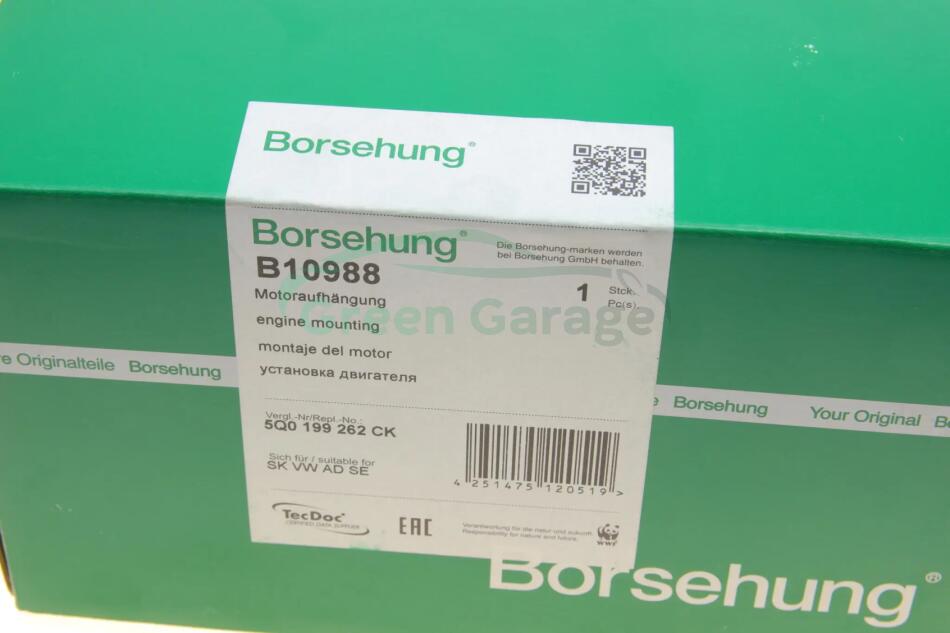 Borsehung®
Borsehung®
Die Borsehung-marken werden
bei Borsehung GmbH behalten.
B10988
1 Stck.
Pc(s).
Motoraufhängung
engine mounting
montaje del motor
установка двигателя
Green Garage
e Originalteile Borsehung
e Borsehung Your Original B
Vergl.-Nr/Repl.-No.:
5Q0 199 262 CK
Sich für / suitable for
SK VW AD SE
4 251475 120519 >
TecDoc®
CERTIFIED DATA SUPPLIER
EAC
Verantwortung für die natur und zukunft.
Responsibility for nature and future.
WWF
Borsehung®